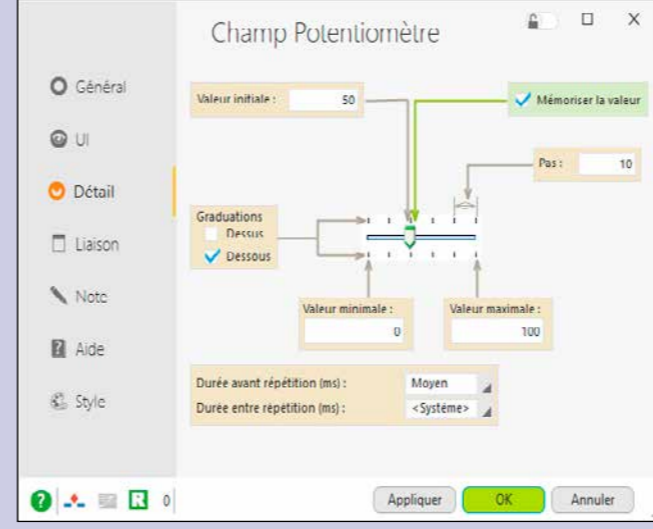 Champ Potentiomètre
Général
UI
Détail
Liaison
Note
Aide
Style
Valeur initiale : 50
Mémoriser la valeur
Pas : 10
Graduations
Dessus
Dessous
Valeur minimale :
0
Valeur maximale :
100
Durée avant répétition (ms) : Moyen
Durée entre répétition (ms) : <Système>
0
Appliquer
OK
Annuler